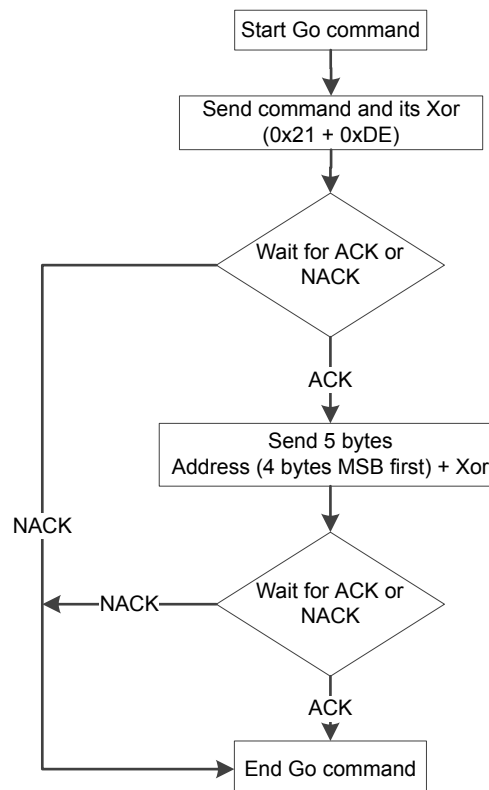 Start Go command
Send command and its Xor
(0x21 + 0xDE)
Wait for ACK or
NACK
ACK
Send 5 bytes
Address (4 bytes MSB first) + Xor
NACK
Wait for ACK or
NACK
NACK
ACK
End Go command